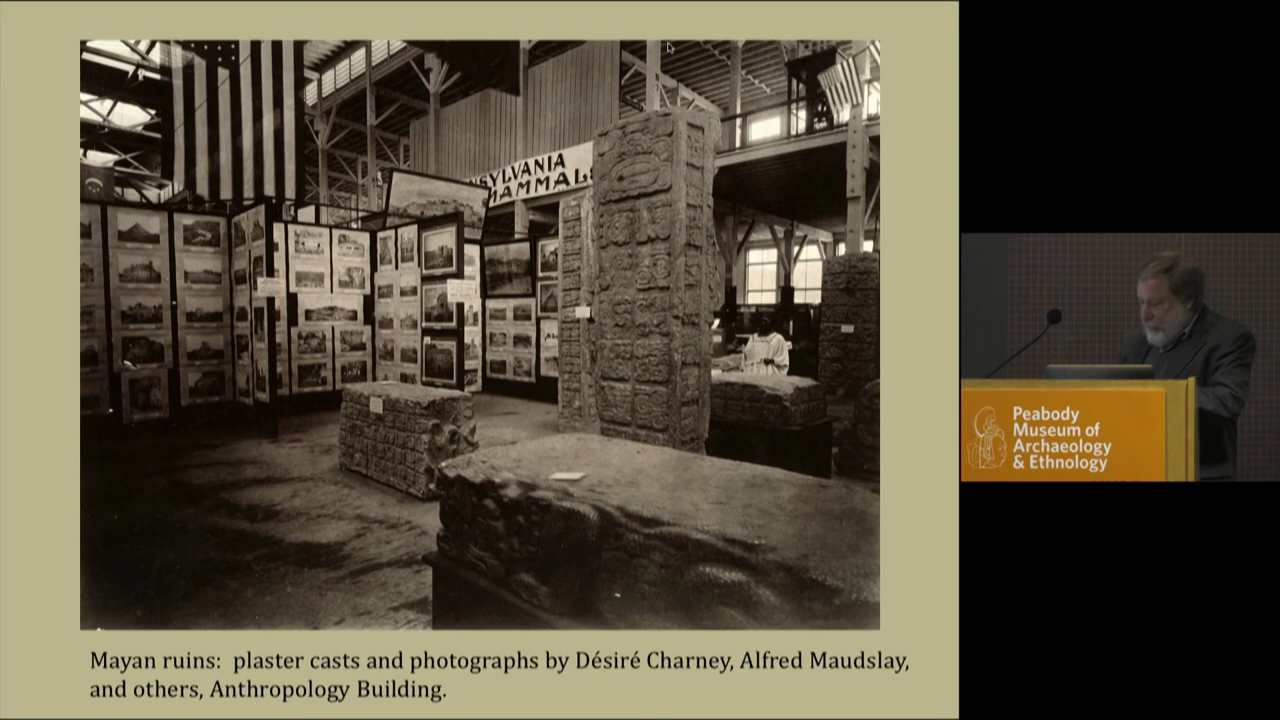 SYLVANIA
MAMMALS
Mayan ruins:  plaster casts and photographs by Désiré Charney, Alfred Maudslay,
and others, Anthropology Building.
Peabody
Museum of
Archaeology
& Ethnology